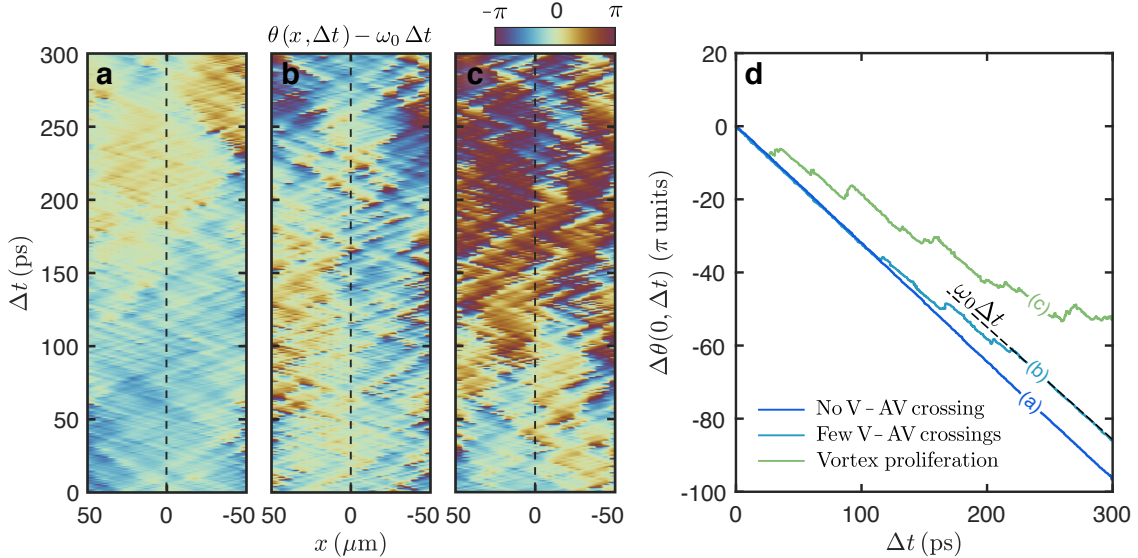 θ(x,Δt) − ω₀ Δt
-π 0 π
a
b
c
d
300
250
200
150
100
50
0
Δt (ps)
50 0 -50
50 0 -50
50 0 -50
x (μm)
20
0
-20
-40
-60
-80
-100
Δθ(0, Δt) (π units)
(c)
-ω₀Δt
(b)
(a)
No V - AV crossing
Few V - AV crossings
Vortex proliferation
0 100 200 300
Δt (ps)